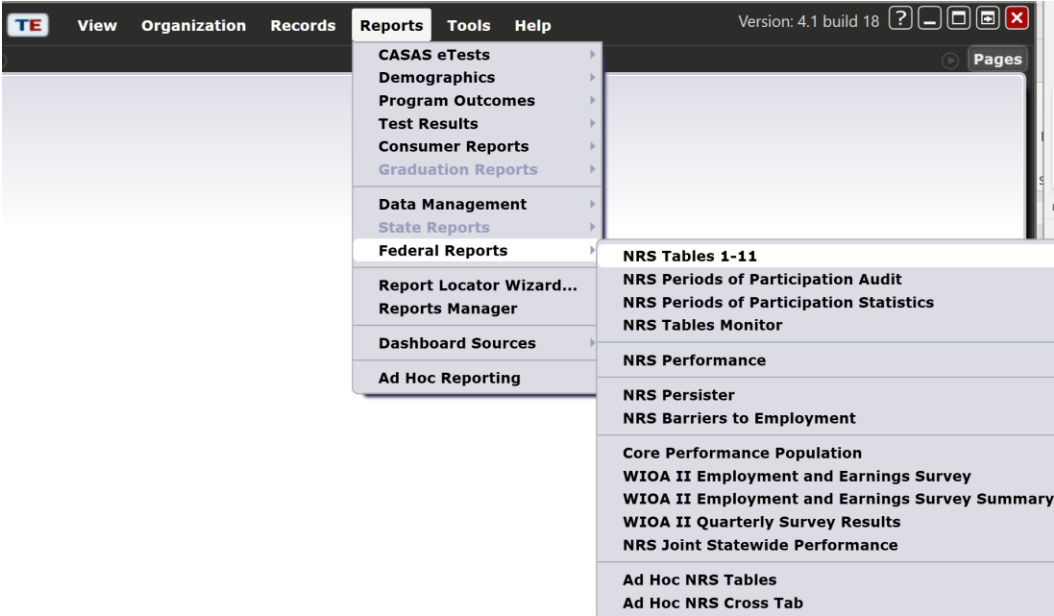 TE View Organization Records Reports Tools Help Version: 4.1 build 18 ?
Pages
CASAS eTests
Demographics
Program Outcomes
Test Results
Consumer Reports
Graduation Reports
Data Management
State Reports
Federal Reports
Report Locator Wizard...
Reports Manager
Dashboard Sources
Ad Hoc Reporting
NRS Tables 1-11
NRS Periods of Participation Audit
NRS Periods of Participation Statistics
NRS Tables Monitor
NRS Performance
NRS Persister
NRS Barriers to Employment
Core Performance Population
WIOA II Employment and Earnings Survey
WIOA II Employment and Earnings Survey Summary
WIOA II Quarterly Survey Results
NRS Joint Statewide Performance
Ad Hoc NRS Tables
Ad Hoc NRS Cross Tab